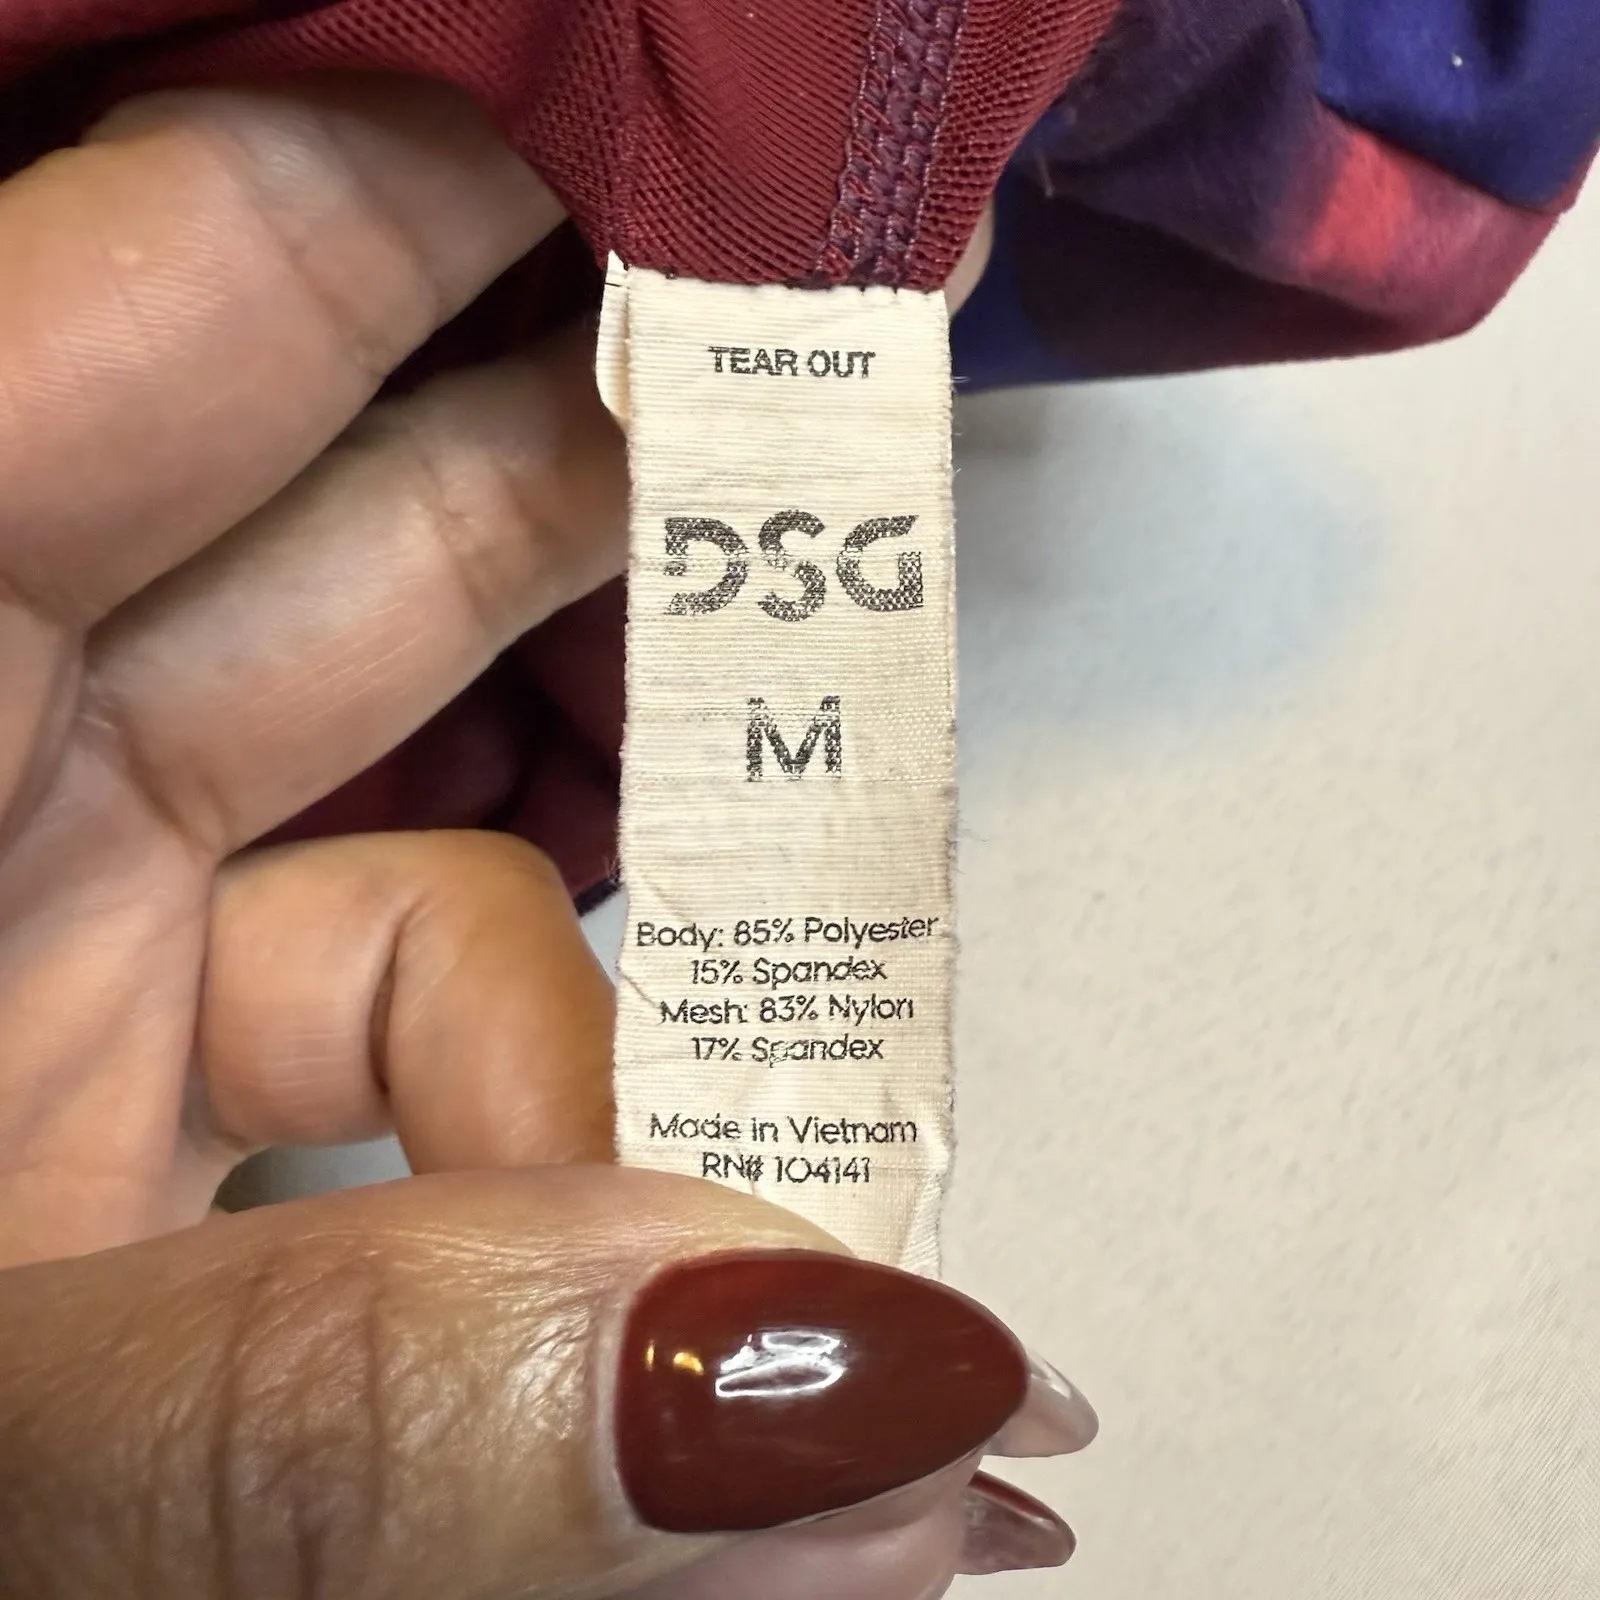 TEAR OUT
DSG
M
Body: 85% Polyester
15% Spandex
Mesh: 83% Nylon
17% Spandex
Made in Vietnam
RN# 104141